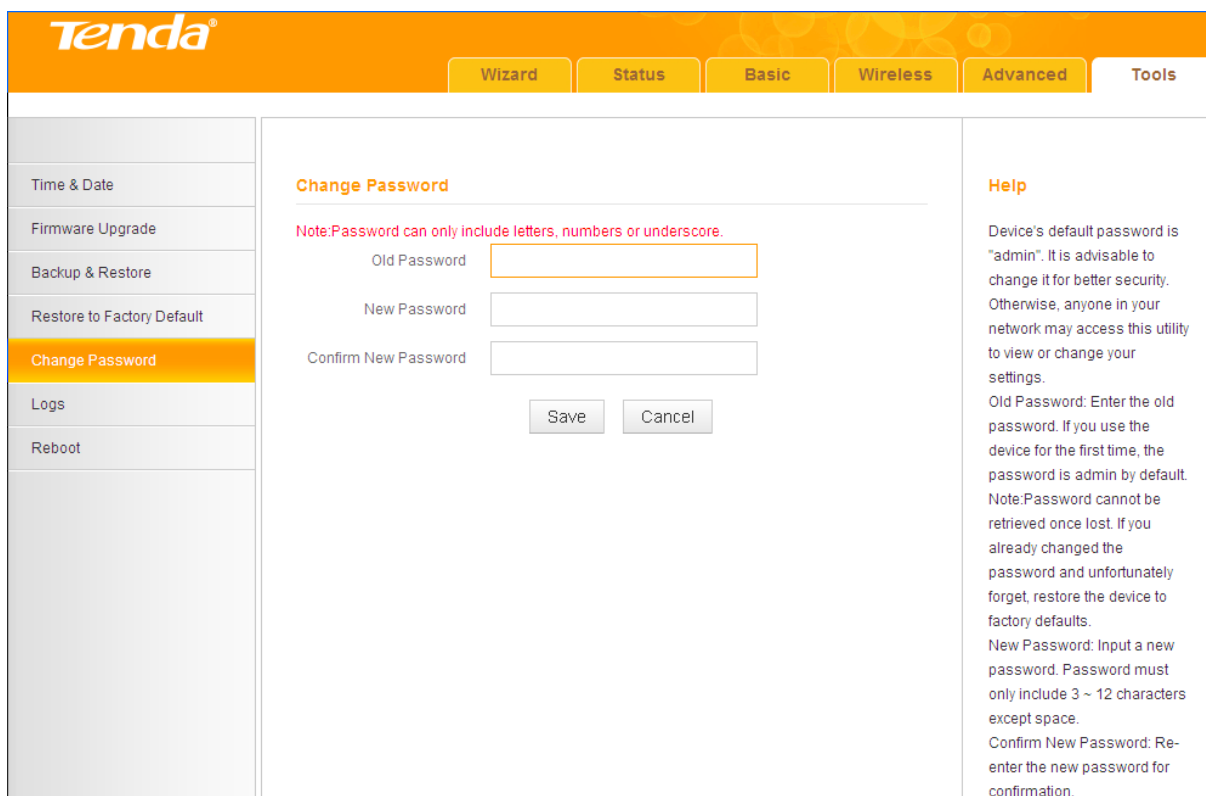 Tenda®
Wizard
Status
Basic
Wireless
Advanced
Tools
Time & Date
Firmware Upgrade
Backup & Restore
Restore to Factory Default
Change Password
Logs
Reboot
Change Password
Note:Password can only include letters, numbers or underscore.
Old Password
New Password
Confirm New Password
Save
Cancel
Help
Device's default password is
"admin". It is advisable to
change it for better security.
Otherwise, anyone in your
network may access this utility
to view or change your
settings.
Old Password: Enter the old
password. If you use the
device for the first time, the
password is admin by default.
Note:Password cannot be
retrieved once lost. If you
already changed the
password and unfortunately
forget, restore the device to
factory defaults.
New Password: Input a new
password. Password must
only include 3 ~ 12 characters
except space.
Confirm New Password: Re-
enter the new password for
confirmation.